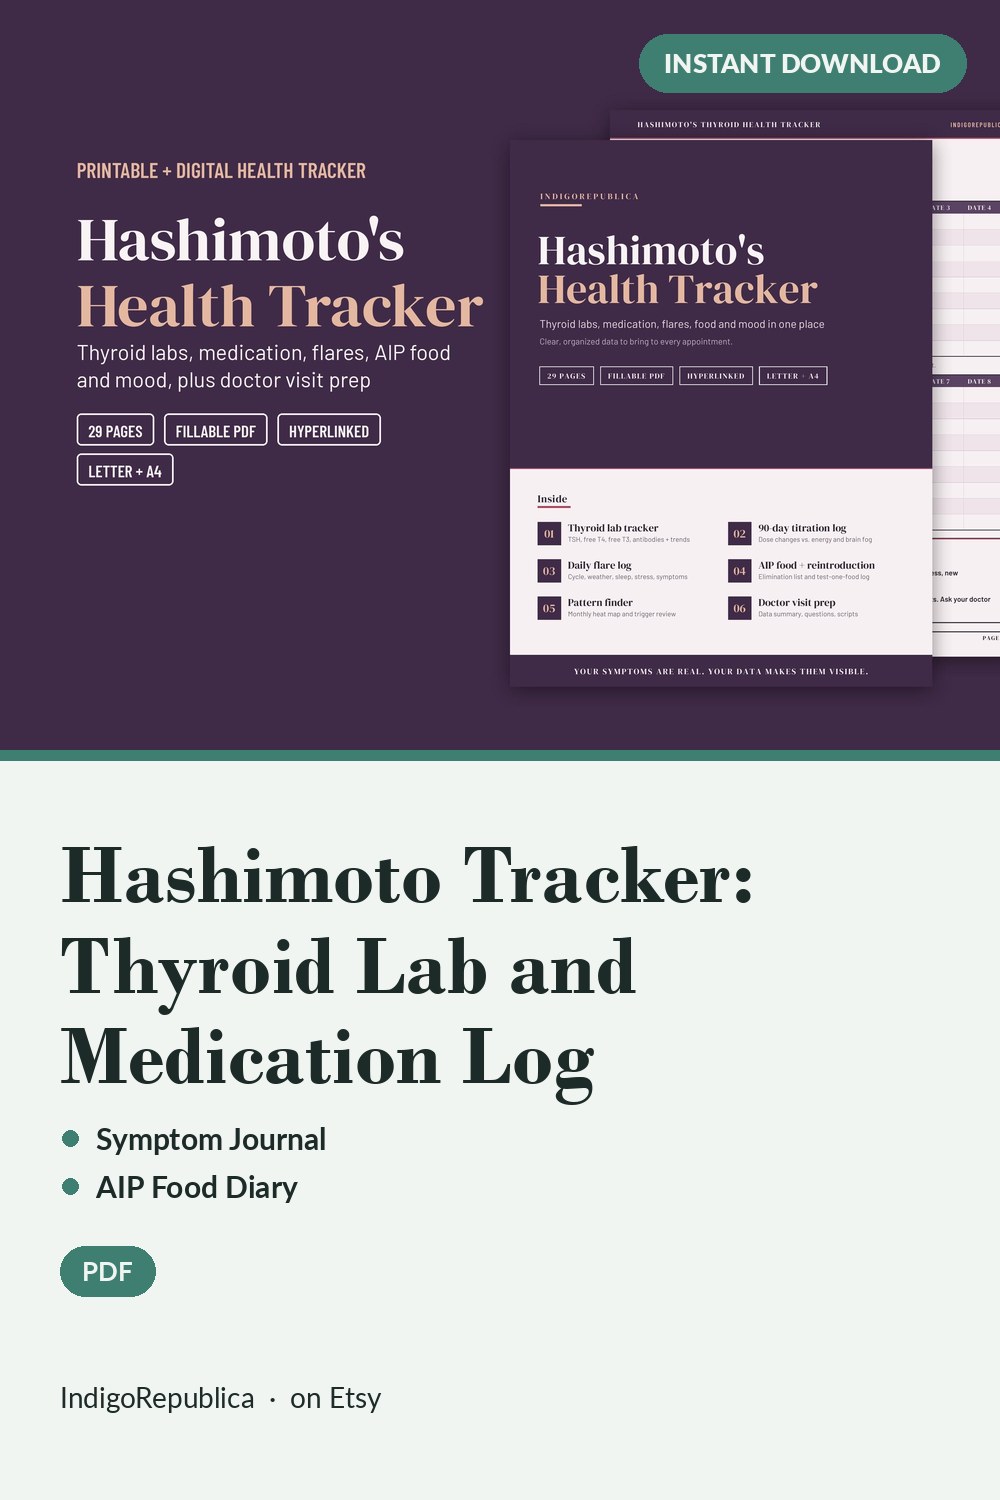 INSTANT DOWNLOAD
PRINTABLE + DIGITAL HEALTH TRACKER
Hashimoto's
Health Tracker
Thyroid labs, medication, flares, AIP food
and mood, plus doctor visit prep
29 PAGES
FILLABLE PDF
HYPERLINKED
LETTER + A4
HASHIMOTO'S THYROID HEALTH TRACKER
INDIGOREPUBLIC
INDIGOREPUBLICA
Hashimoto's
Health Tracker
Thyroid labs, medication, flares, food and mood in one place
Clear, organized data to bring to every appointment.
29 PAGES
FILLABLE PDF
HYPERLINKED
LETTER + A4
Inside
01
Thyroid lab tracker
TSH, free T4, free T3, antibodies + trends
02
90-day titration log
Dose changes vs. energy and brain fog
03
Daily flare log
Cycle, weather, sleep, stress, symptoms
04
AIP food + reintroduction
Elimination list and test-one-food log
05
Pattern finder
Monthly heat map and trigger review
06
Doctor visit prep
Data summary, questions, scripts
YOUR SYMPTOMS ARE REAL. YOUR DATA MAKES THEM VISIBLE.
ATE 3
DATE 4
ATE 7
DATE 8
ess, new
s. Ask your doctor
PAGE
Hashimoto Tracker:
Thyroid Lab and
Medication Log
Symptom Journal
AIP Food Diary
PDF
IndigoRepublica · on Etsy